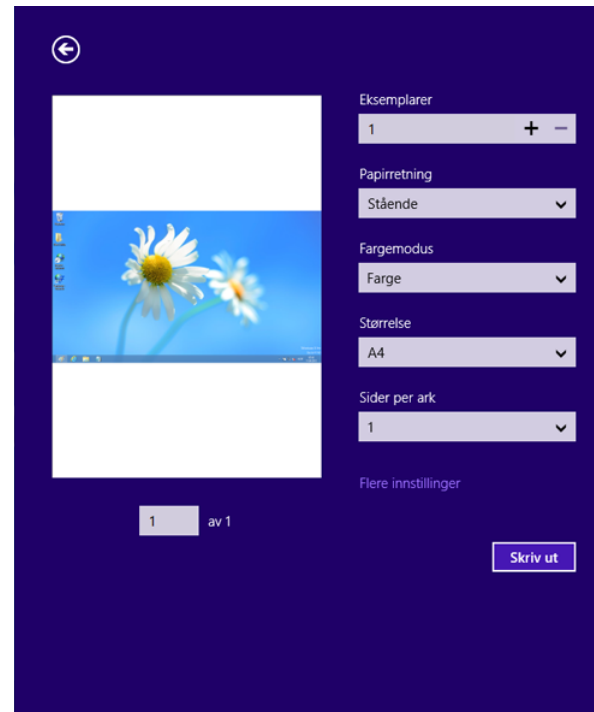 Eksemplarer
1
Papirretning
Stående
Fargemodus
Farge
Størrelse
A4
Sider per ark
1
Flere innstillinger
1 av 1
Skriv ut